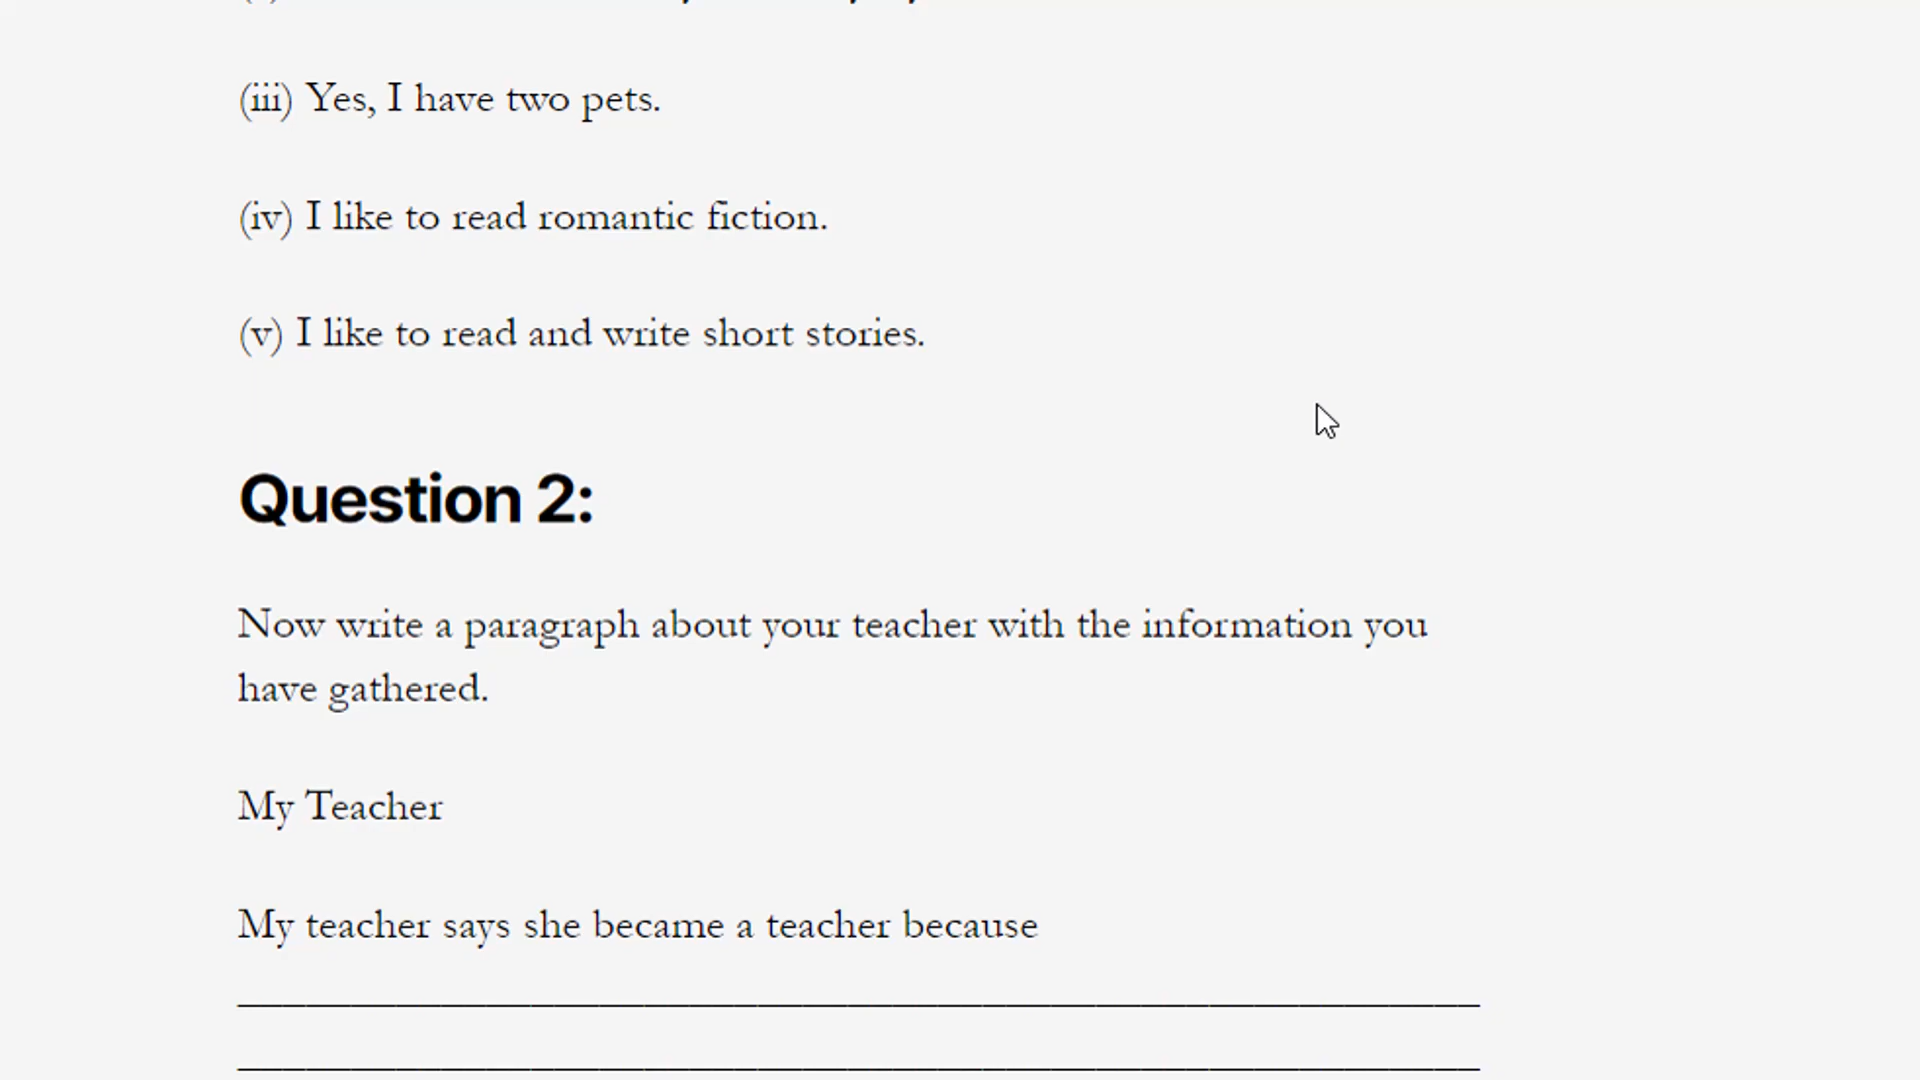 (iii) Yes, I have two pets.
(iv) I like to read romantic fiction.
(v) I like to read and write short stories.
Question 2:
Now write a paragraph about your teacher with the information you
have gathered.
My Teacher
My teacher says she became a teacher because